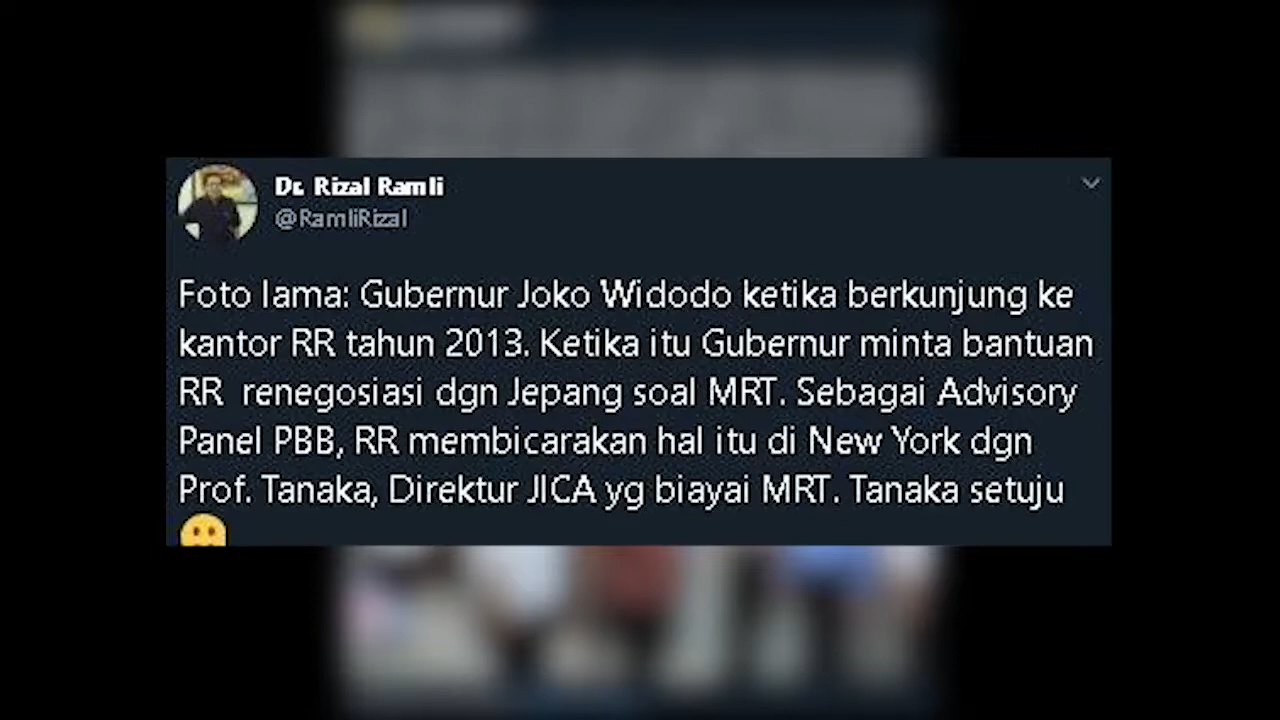 Dr. Rizal Ramli
@RamliRizal
Foto lama: Gubernur Joko Widodo ketika berkunjung ke
kantor RR tahun 2013. Ketika itu Gubernur minta bantuan
RR renegosiasi dgn Jepang soal MRT. Sebagai Advisory
Panel PBB, RR membicarakan hal itu di New York dgn
Prof. Tanaka, Direktur JICA yg biayai MRT. Tanaka setuju
🙂